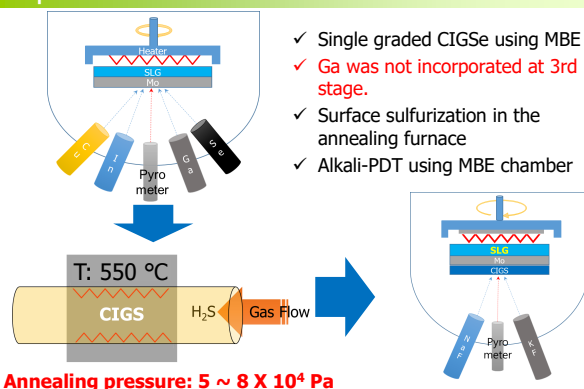 Heater
SLG
Mo
Cu
In
Pyro
meter
Ga
Se
✓ Single graded CIGSe using MBE
✓ Ga was not incorporated at 3rd
stage.
✓ Surface sulfurization in the
annealing furnace
✓ Alkali-PDT using MBE chamber
T: 550 °C
CIGS
H₂S
Gas Flow
Annealing pressure: 5 ~ 8 X 10⁴ Pa
SLG
Mo
CIGS
NaF
Pyro
meter
KF